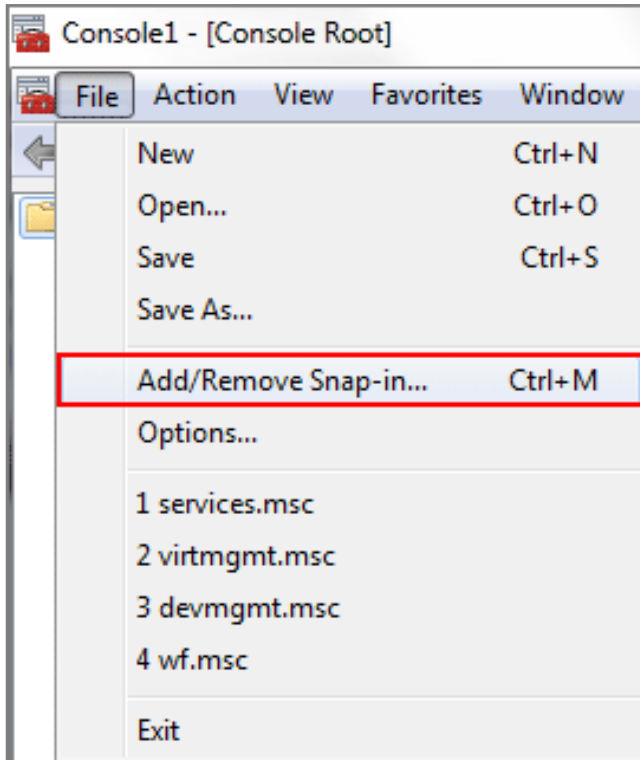 Console1 - [Console Root]
File Action View Favorites Window
New Ctrl+N
Open... Ctrl+O
Save Ctrl+S
Save As...
Add/Remove Snap-in... Ctrl+M
Options...
1 services.msc
2 virtmgmt.msc
3 devmgmt.msc
4 wf.msc
Exit